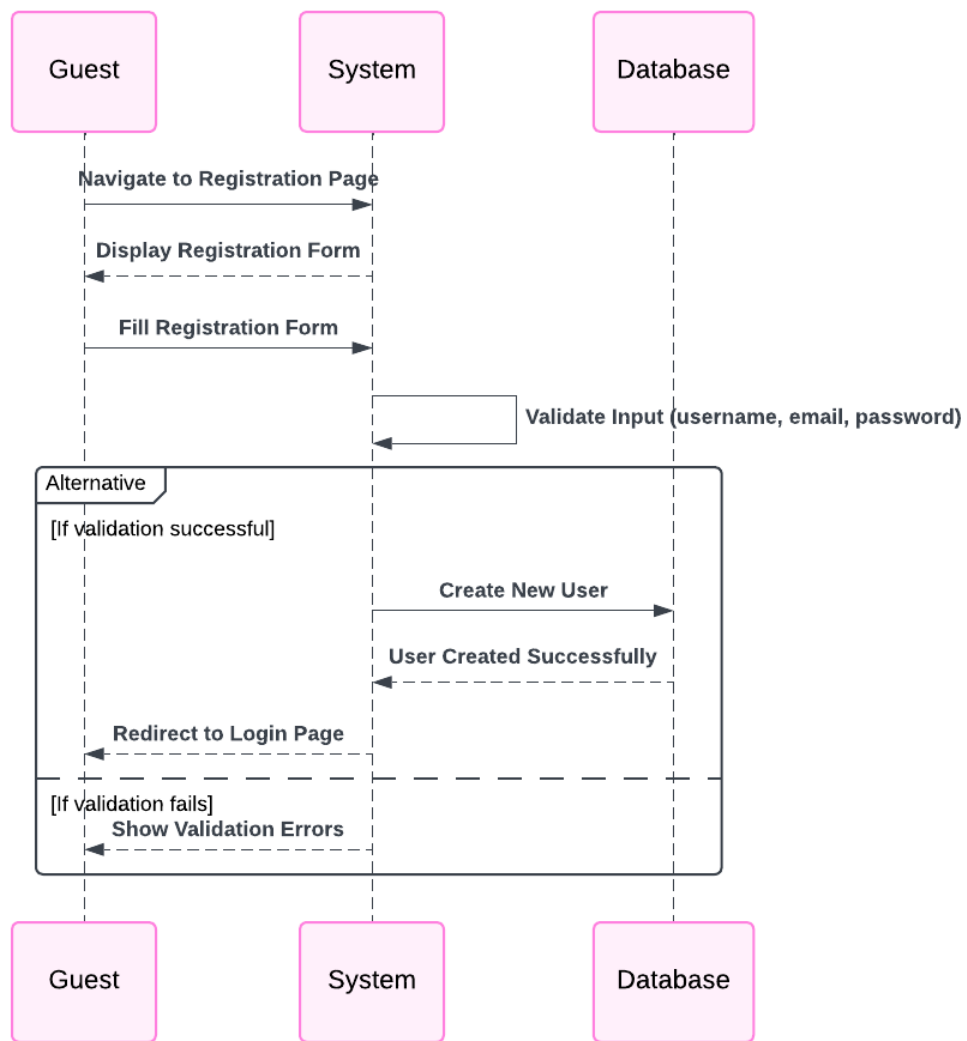 Guest
System
Database
Navigate to Registration Page
Display Registration Form
Fill Registration Form
Validate Input (username, email, password)
Alternative
[If validation successful]
Create New User
User Created Successfully
Redirect to Login Page
[If validation fails]
Show Validation Errors
Guest
System
Database